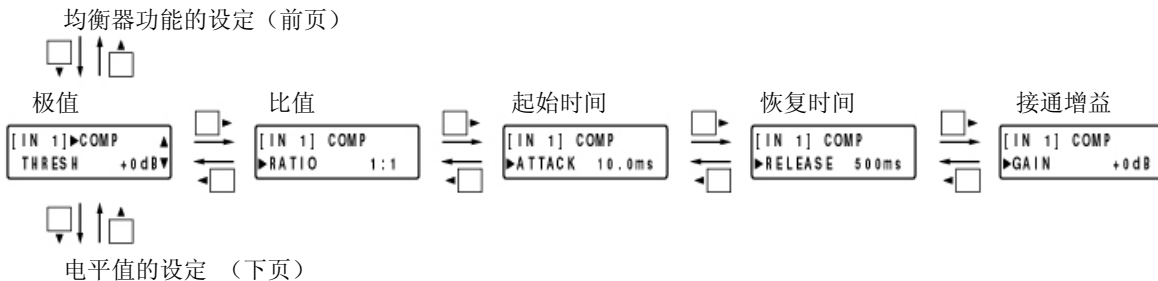 均衡器功能的设定（前页）
极值 比值 起始时间 恢复时间 接通增益
[IN 1]▶COMP ▲ [IN 1] COMP [IN 1] COMP [IN 1] COMP [IN 1] COMP
THRESH +0dB▼ ▶RATIO 1:1 ▶ATTACK 10.0ms ▶RELEASE 500ms ▶GAIN +0dB
电平值的设定 （下页）